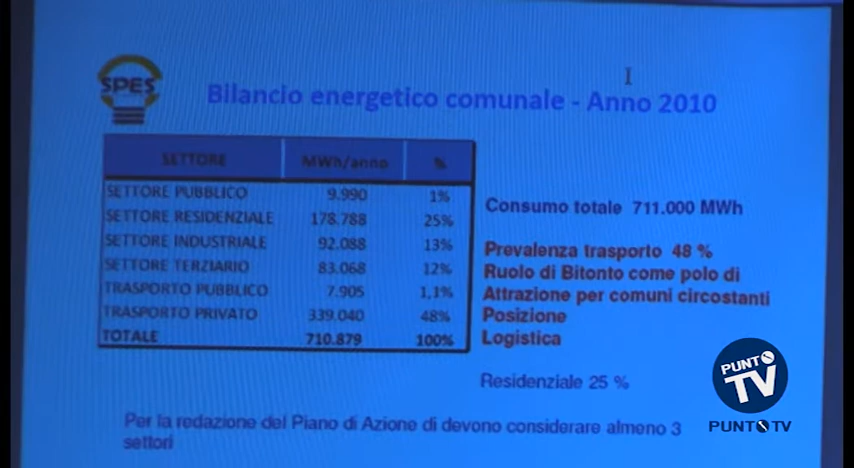 SPES
Bilancio energetico comunale - Anno 2010
SETTORE MWh/anno %
SETTORE PUBBLICO 9.990 1%
SETTORE RESIDENZIALE 178.788 25%
SETTORE INDUSTRIALE 92.088 13%
SETTORE TERZIARIO 83.068 12%
TRASPORTO PUBBLICO 7.905 1,1%
TRASPORTO PRIVATO 339.040 48%
TOTALE 710.879 100%
Consumo totale 711.000 MWh
Prevalenza trasporto 48 %
Ruolo di Bitonto come polo di
Attrazione per comuni circostanti
Posizione
Logistica
Residenziale 25 %
Per la redazione del Piano di Azione di devono considerare almeno 3
settori
PUNTO
TV
PUNTO TV